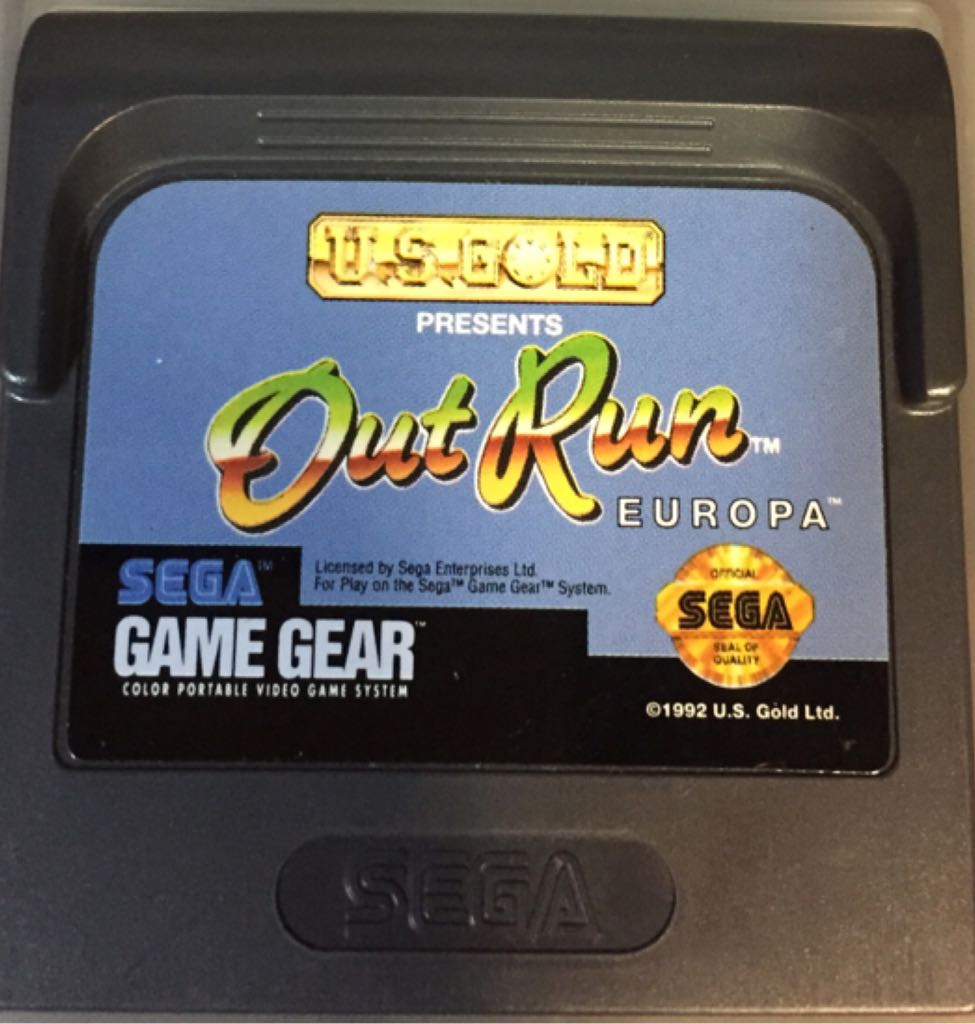 U.S. GOLD
PRESENTS
OutRun™
EUROPA™
SEGA™
Licensed by Sega Enterprises Ltd.
For Play on the Sega™ Game Gear™ System.
GAME GEAR™
COLOR PORTABLE VIDEO GAME SYSTEM
OFFICIAL
SEGA
SEAL OF
QUALITY
©1992 U.S. Gold Ltd.
SEGA